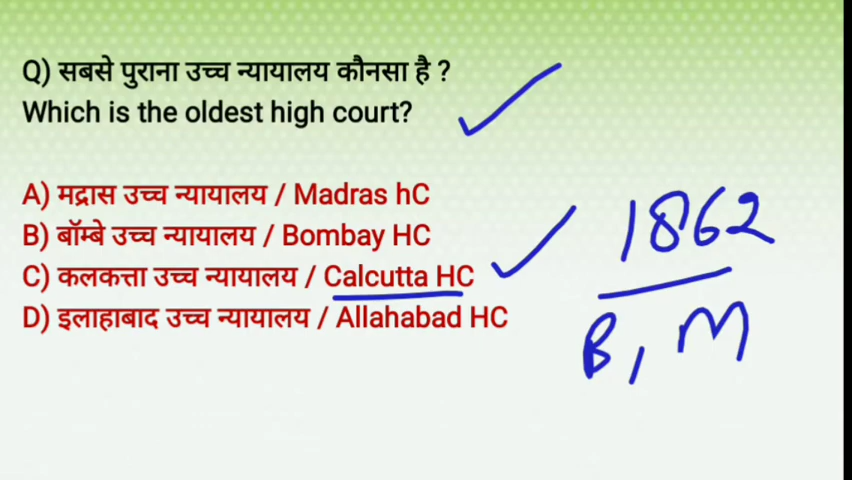 Q) सबसे पुराना उच्च न्यायालय कौनसा है ?
Which is the oldest high court?
A) मद्रास उच्च न्यायालय / Madras hC
B) बॉम्बे उच्च न्यायालय / Bombay HC
C) कलकत्ता उच्च न्यायालय / Calcutta HC
D) इलाहाबाद उच्च न्यायालय / Allahabad HC
1862
B, M